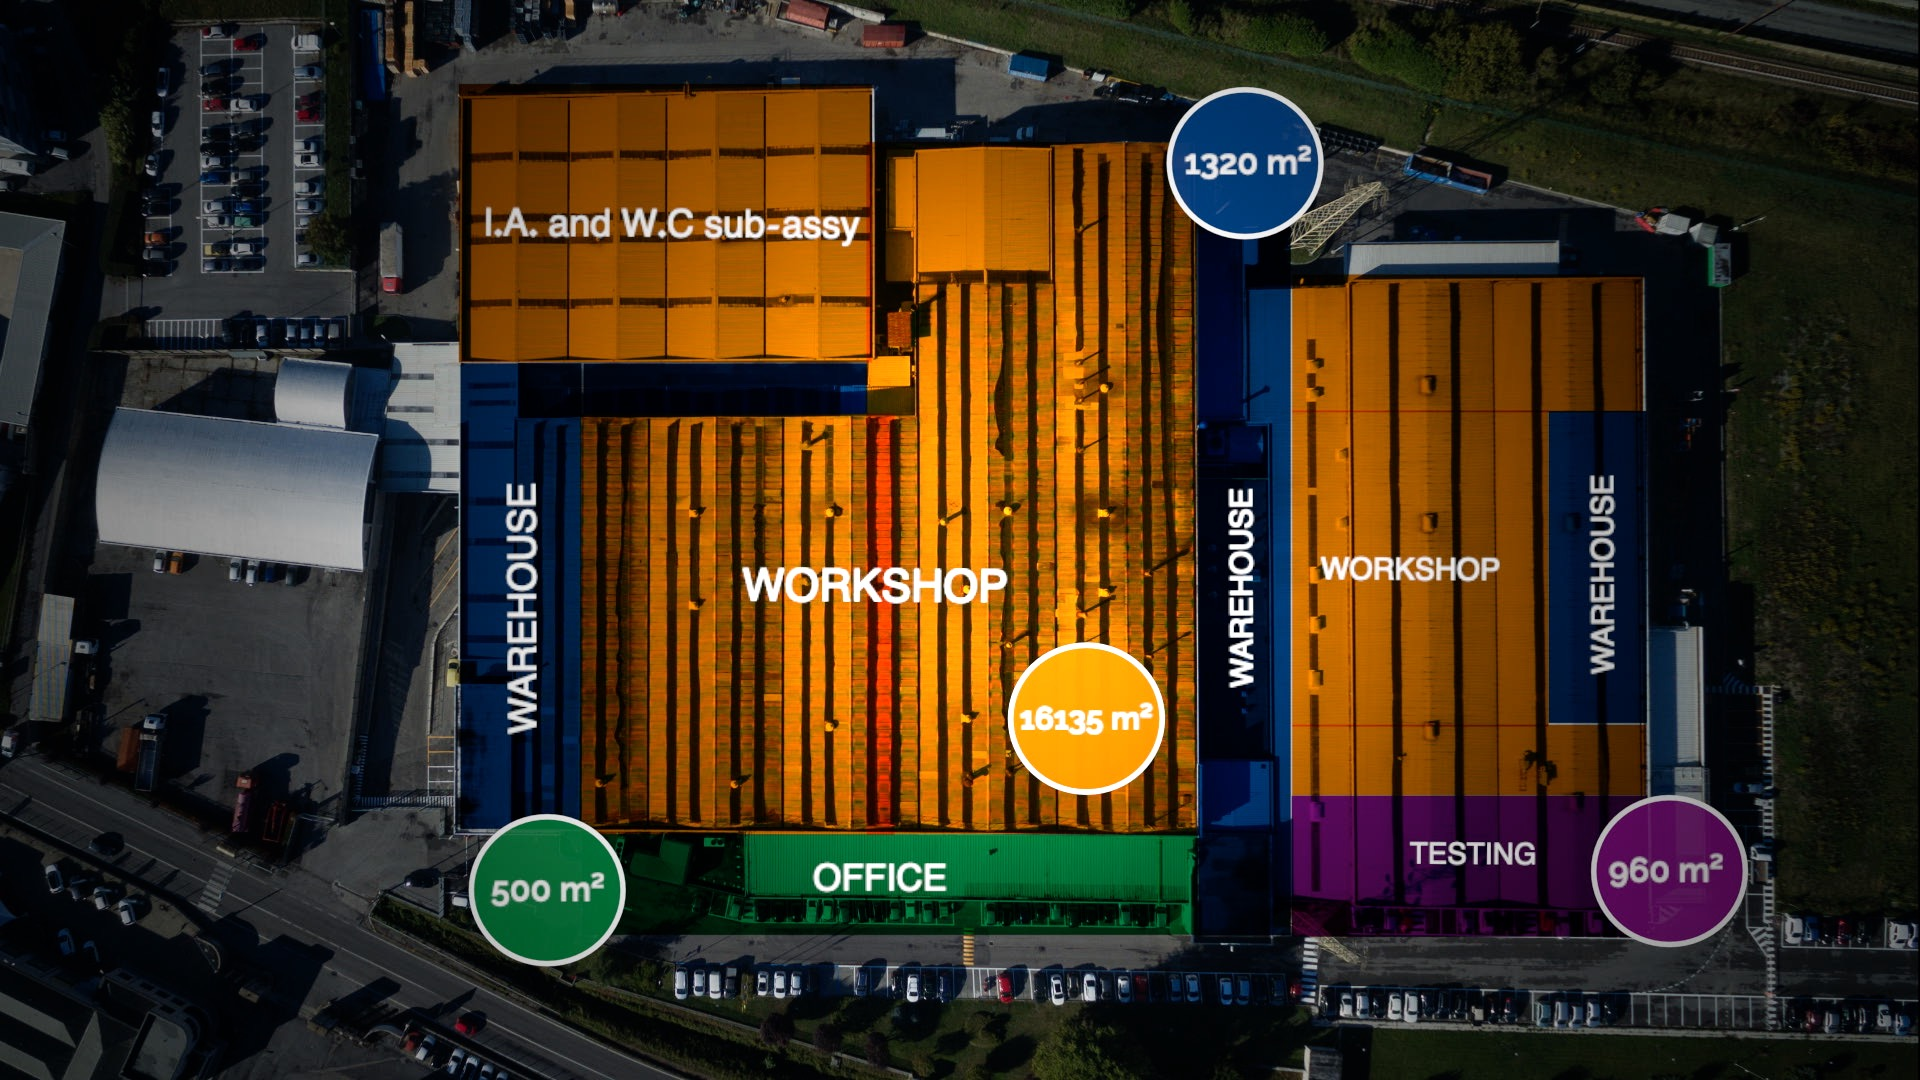 1320 m²
I.A. and W.C sub-assy
WAREHOUSE
WORKSHOP
WAREHOUSE
WORKSHOP
WAREHOUSE
16135 m²
500 m²
OFFICE
TESTING
960 m²